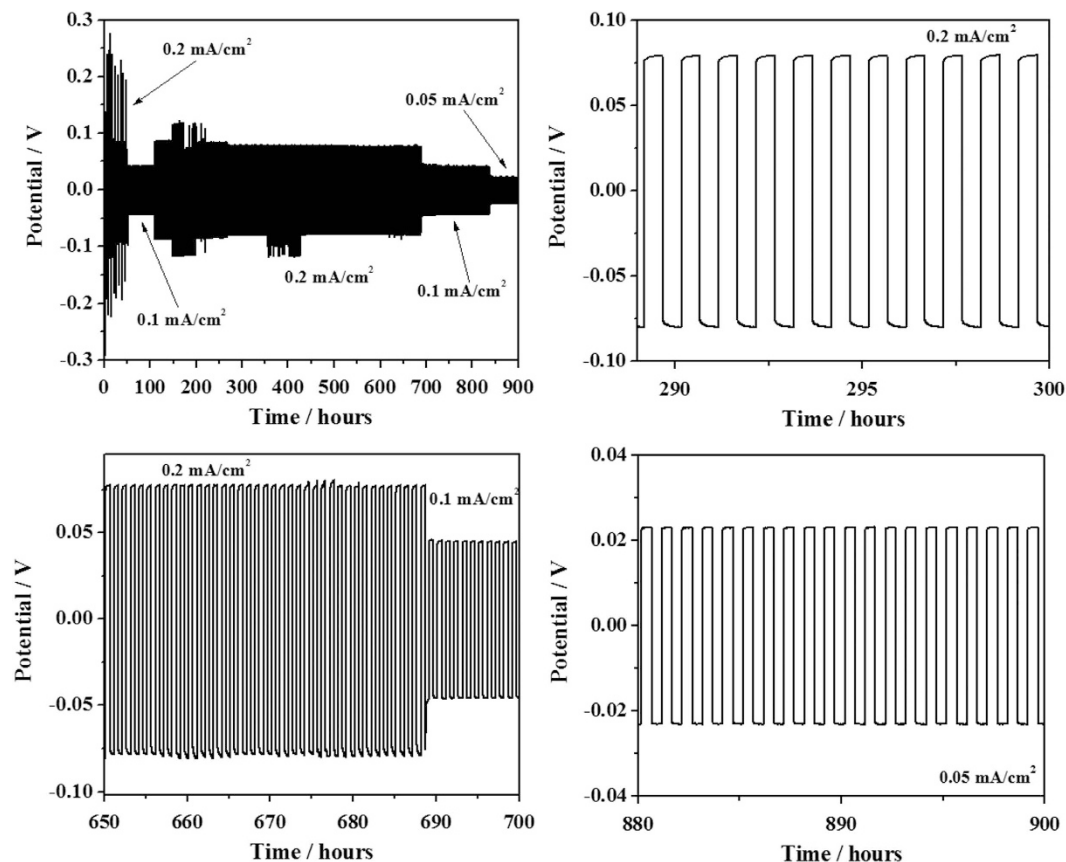 0.3
0.2
0.1
0.0
-0.1
-0.2
-0.3
Potential / V
0.2 mA/cm²
0.05 mA/cm²
0.1 mA/cm²
0.2 mA/cm²
0.1 mA/cm²
0 100 200 300 400 500 600 700 800 900
Time / hours
0.10
0.05
0.00
-0.05
-0.10
Potential / V
0.2 mA/cm²
290 295 300
Time / hours
0.05
0.00
-0.05
-0.10
Potential / V
0.2 mA/cm²
0.1 mA/cm²
650 660 670 680 690 700
Time / hours
0.04
0.02
0.00
-0.02
-0.04
Potential / V
0.05 mA/cm²
880 890 900
Time / hours